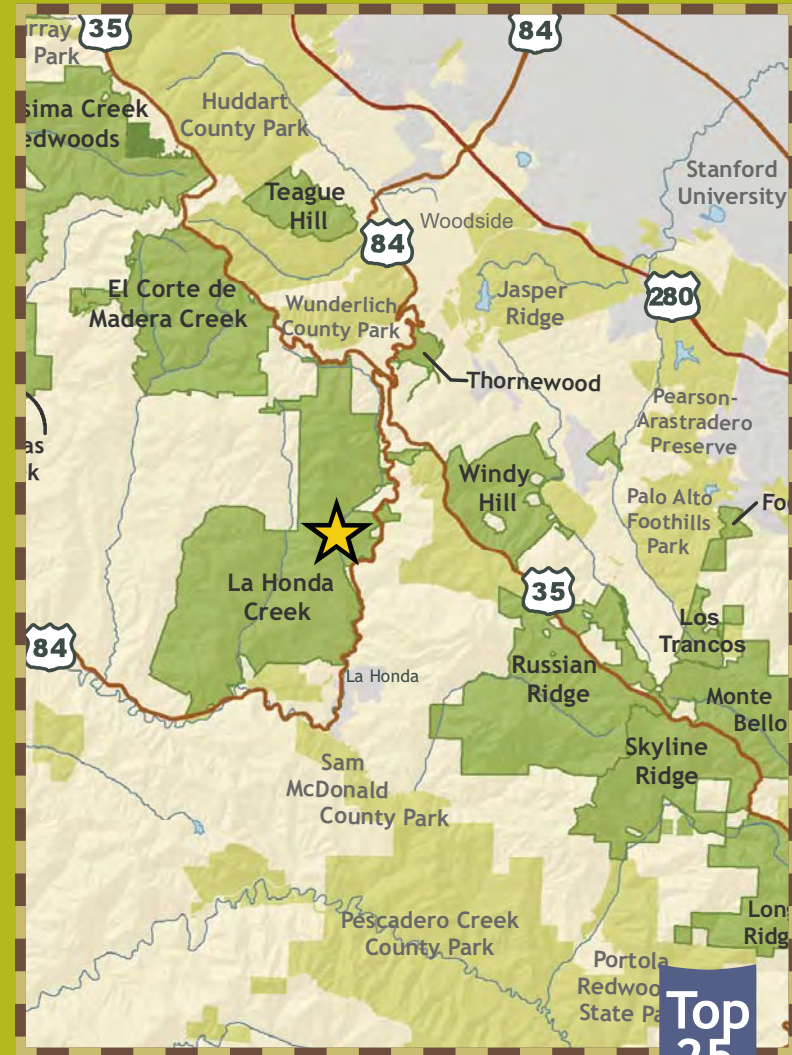 35
84
Park
Huddart
County Park
Stanford
University
Teague
Hill
Woodside
84
El Corte de
Madera Creek
Wunderlich
County Park
Jasper
Ridge
280
Thornewood
Pearson-
Arastradero
Preserve
Windy
Hill
Palo Alto
Foothills
Park
La Honda
Creek
35
84
Los
Trancos
La Honda
Russian
Ridge
Monte
Bello
Skyline
Ridge
Sam
McDonald
County Park
Pescadero Creek
County Park
Portola
State
Top
25